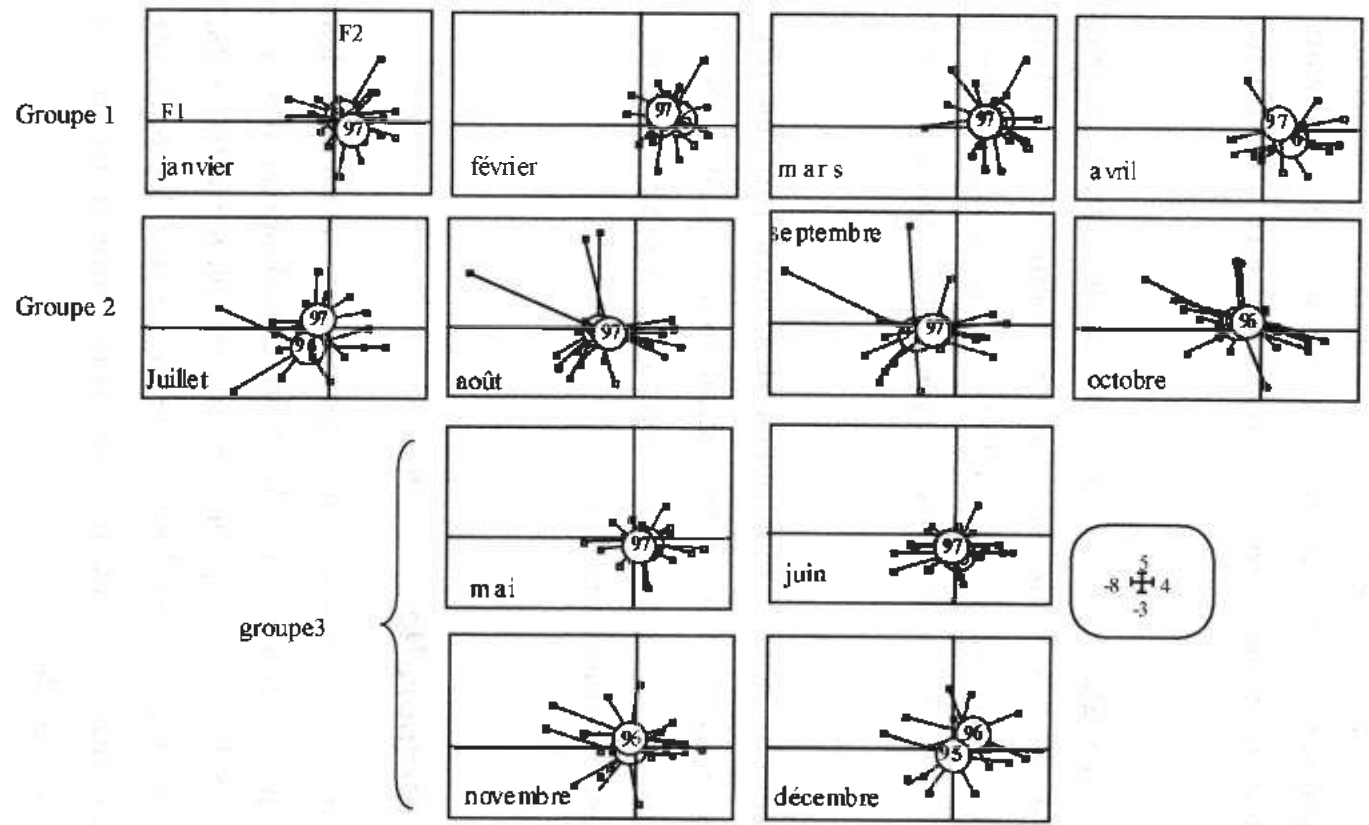 F2
Groupe 1
F1
97
97
97
97
janvier
février
mars
avril
septembre
Groupe 2
97
97
97
96
Juillet
août
octobre
97
97
mai
juin
5
-8 4
-3
groupe3
96
96
95
novembre
décembre